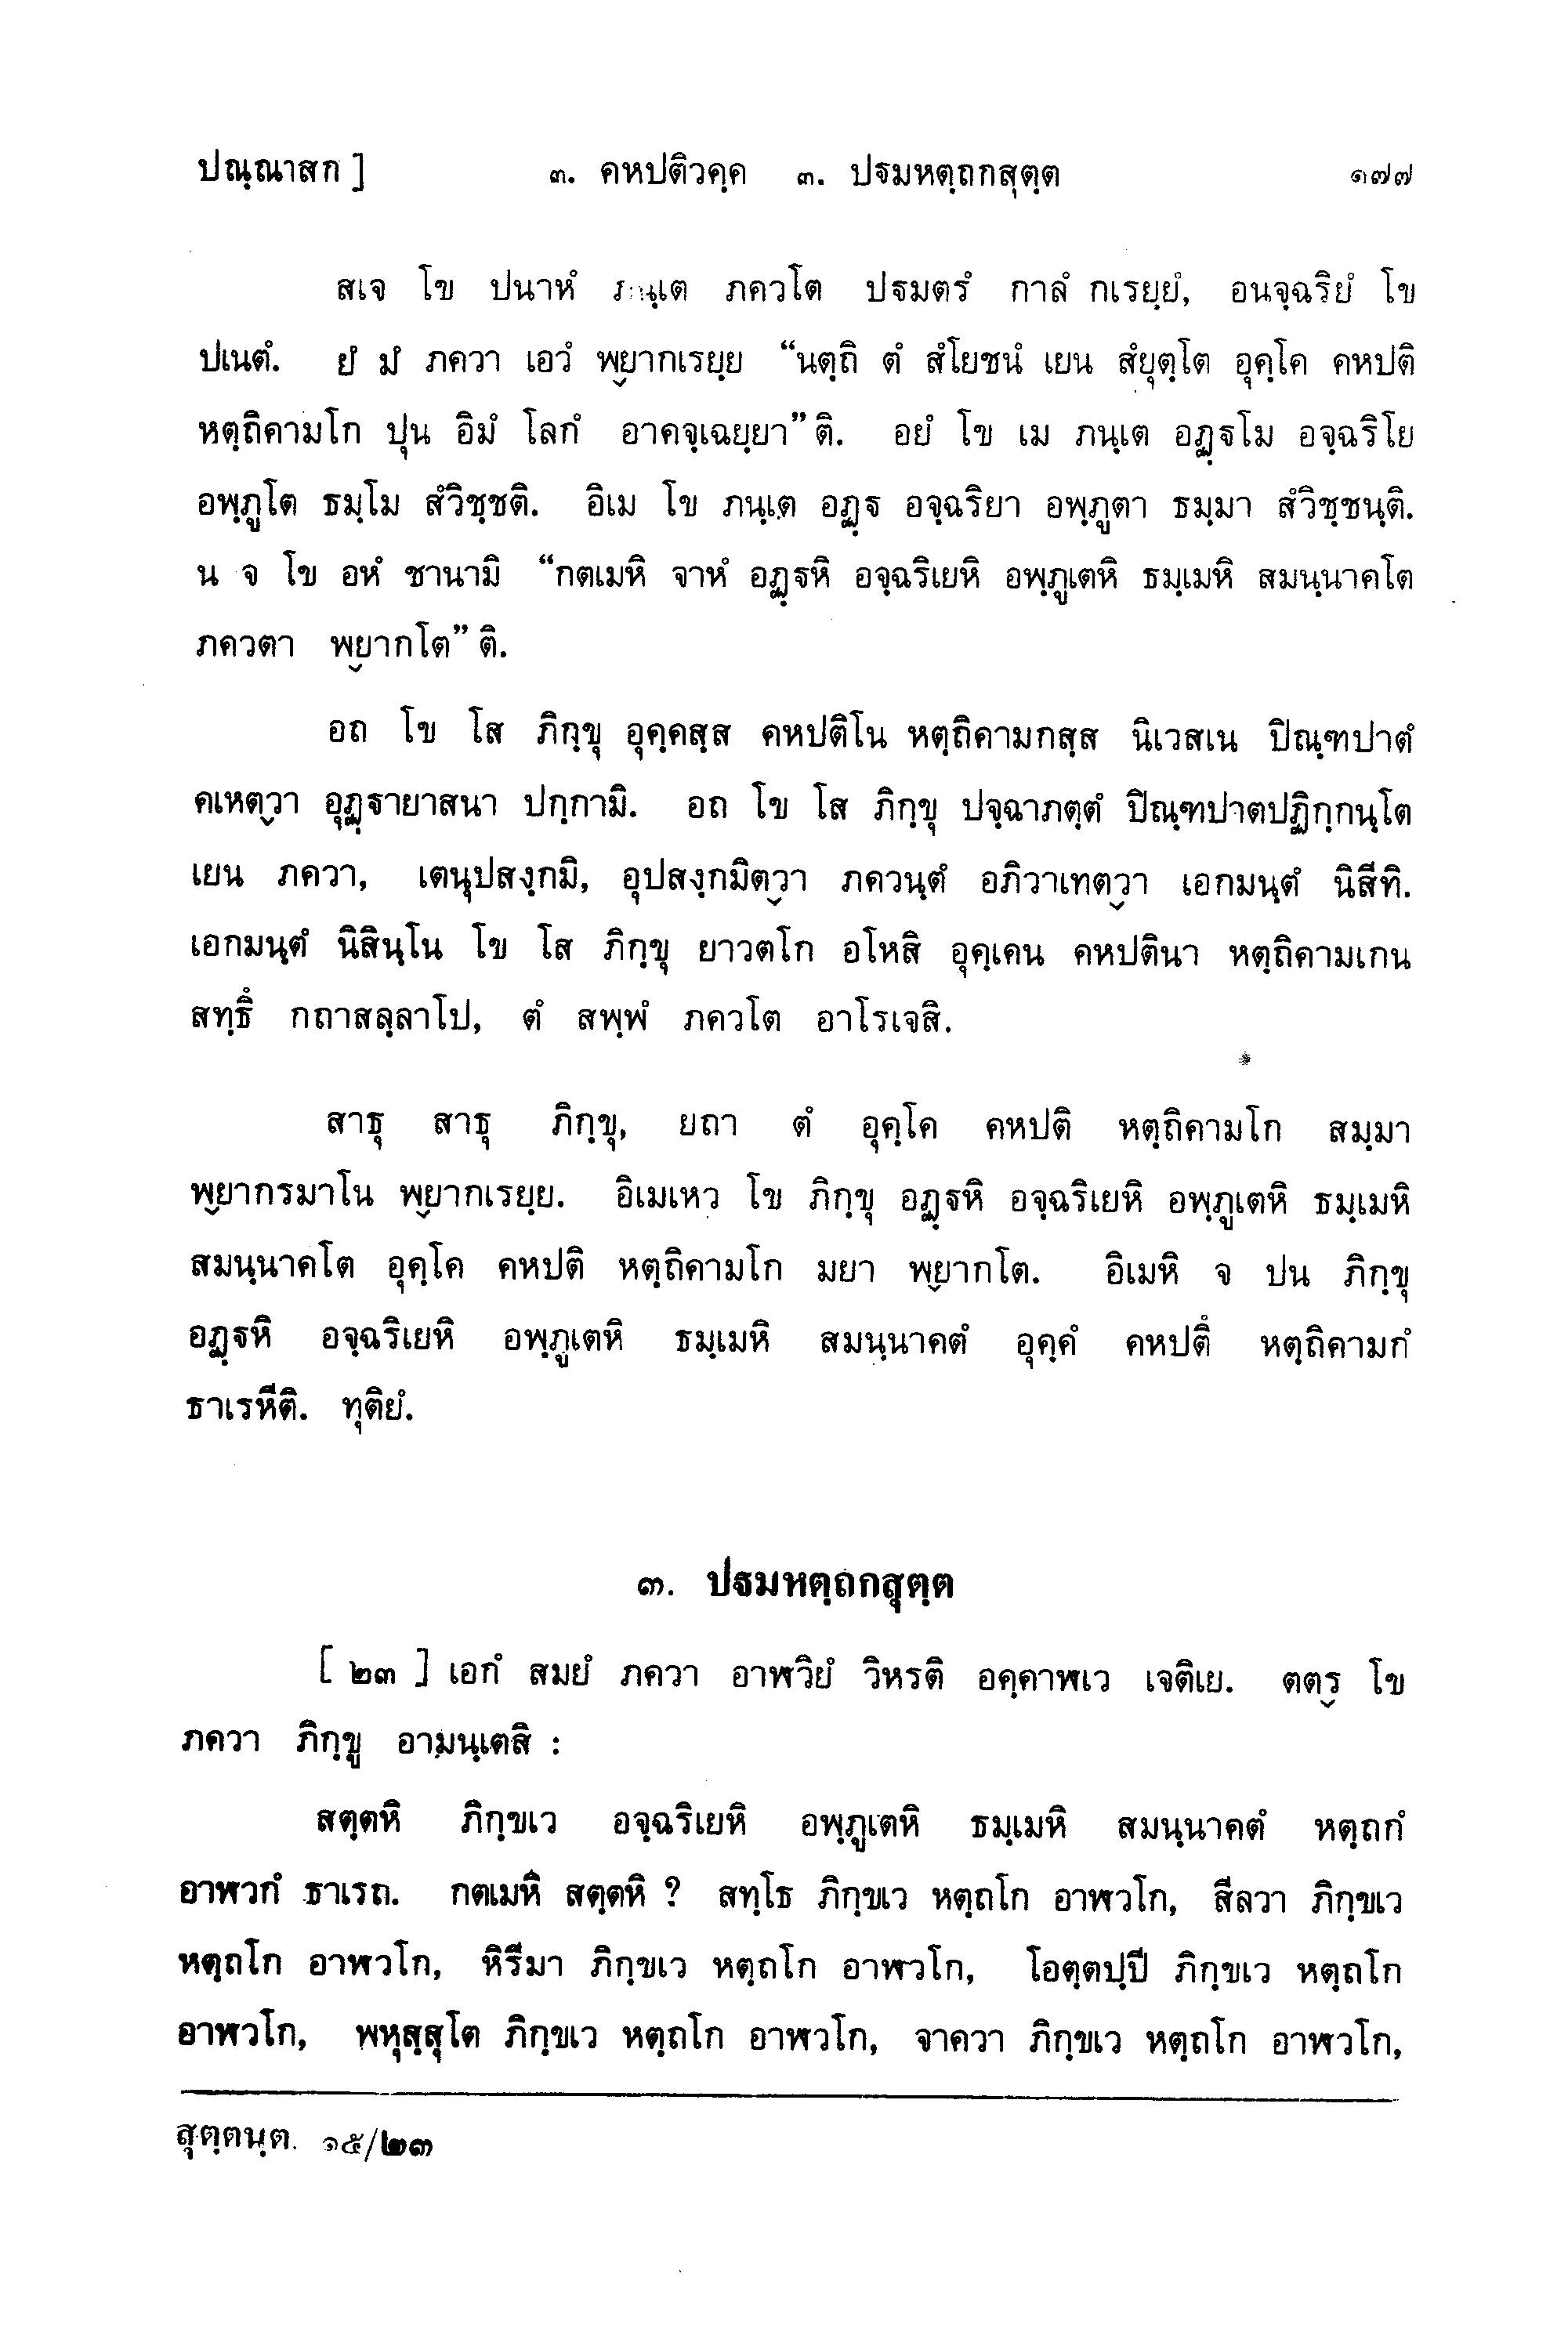 ปณฺณาสก ] ๓. คหปติวคฺค ๓. ปฐมหตฺถกสุตฺต ๑๗๗
สเจ โข ปนาหํ ภนฺเต ภควโต ปฐมตรํ กาลํ กเรยฺยํ, อนจฺฉริยํ โข
ปเนตํ. ยํ มํ ภควา เอวํ พฺยากเรยฺย “นตฺถิ ตํ สํโยชนํ เยน สํยุตฺโต อุคฺโค คหปติ
หตฺถิคามโก ปุน อิมํ โลกํ อาคจฺเฉยฺยา” ติ. อยํ โข เม ภนฺเต อฏฺฐโม อจฺฉริโย
อพฺภูโต ธมฺโม สํวิชฺชติ. อิเม โข ภนฺเต อฏฺฐ อจฺฉริยา อพฺภูตา ธมฺมา สํวิชฺชนฺติ.
น จ โข อหํ ชานามิ “กตเมหิ จาหํ อฏฺฐหิ อจฺฉริเยหิ อพฺภูเตหิ ธมฺเมหิ สมนฺนาคโต
ภควตา พฺยากโต” ติ.
อถ โข โส ภิกฺขุ อุคฺคสฺส คหปติโน หตฺถิคามกสฺส นิเวสเน ปิณฺฑปาตํ
คเหตฺวา อุฏฺฐายาสนา ปกฺกามิ. อถ โข โส ภิกฺขุ ปจฺฉาภตฺตํ ปิณฺฑปาตปฏิกฺกนฺโต
เยน ภควา, เตนุปสงฺกมิ, อุปสงฺกมิตฺวา ภควนฺตํ อภิวาเทตฺวา เอกมนฺตํ นิสีทิ.
เอกมนฺตํ นิสินฺโน โข โส ภิกฺขุ ยาวตโก อโหสิ อุคฺเคน คหปตินา หตฺถิคามเกน
สทฺธึ กถาสลฺลาโป, ตํ สพฺพํ ภควโต อาโรเจสิ.
สาธุ สาธุ ภิกฺขุ, ยถา ตํ อุคฺโค คหปติ หตฺถิคามโก สมฺมา
พฺยากรมาโน พฺยากเรยฺย. อิเมเหว โข ภิกฺขุ อฏฺฐหิ อจฺฉริเยหิ อพฺภูเตหิ ธมฺเมหิ
สมนฺนาคโต อุคฺโค คหปติ หตฺถิคามโก มยา พฺยากโต. อิเมหิ จ ปน ภิกฺขุ
อฏฺฐหิ อจฺฉริเยหิ อพฺภูเตหิ ธมฺเมหิ สมนฺนาคตํ อุคฺคํ คหปตึ หตฺถิคามกํ
ธาเรหีติ. ทุติยํ.
๓. ปฐมหตฺถกสุตฺต
[ ๒๓ ] เอกํ สมยํ ภควา อาฬวิยํ วิหรติ อคฺคาฬเว เจติเย. ตตฺร โข
ภควา ภิกฺขู อามนฺเตสิ :
สตฺตหิ ภิกฺขเว อจฺฉริเยหิ อพฺภูเตหิ ธมฺเมหิ สมนฺนาคตํ หตฺถกํ
อาฬวกํ ธาเรถ. กตเมหิ สตฺตหิ ? สทฺโธ ภิกฺขเว หตฺถโก อาฬวโก, สีลวา ภิกฺขเว
หตฺถโก อาฬวโก, หิรีมา ภิกฺขเว หตฺถโก อาฬวโก, โอตฺตปฺปี ภิกฺขเว หตฺถโก
อาฬวโก, พหุสฺสุโต ภิกฺขเว หตฺถโก อาฬวโก, จาควา ภิกฺขเว หตฺถโก อาฬวโก,
สุตฺตนฺต. ๑๕/๒๓